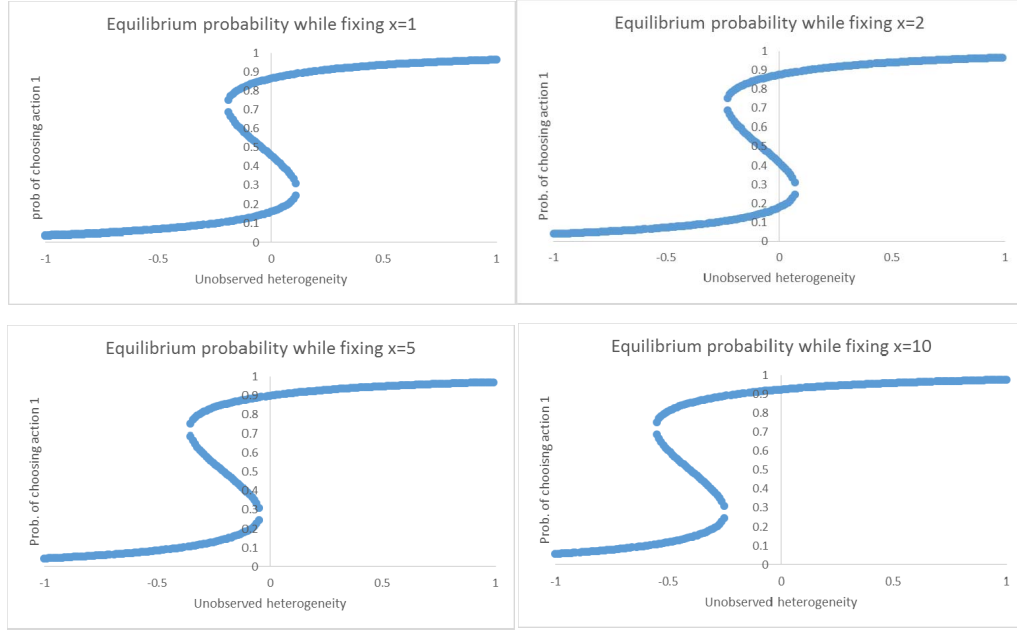 Equilibrium probability while fixing x=1
prob of choosing action 1
1
0.9
0.8
0.7
0.6
0.5
0.4
0.3
0.2
0.1
0
-1 -0.5 0 0.5 1
Unobserved heterogeneity
Equilibrium probability while fixing x=2
Prob. of choosing action 1
1
0.9
0.8
0.7
0.6
0.5
0.4
0.3
0.2
0.1
0
-1 -0.5 0 0.5 1
Unobserved heterogeneity
Equilibrium probability while fixing x=5
Prob. of choosing action 1
1
0.9
0.8
0.7
0.6
0.5
0.4
0.3
0.2
0.1
0
-1 -0.5 0 0.5 1
Unobserved heterogeneity
Equilibrium probability while fixing x=10
Prob. of chooisng action 1
1
0.9
0.8
0.7
0.6
0.5
0.4
0.3
0.2
0.1
0
-1 -0.5 0 0.5 1
Unobserved heterogeneity